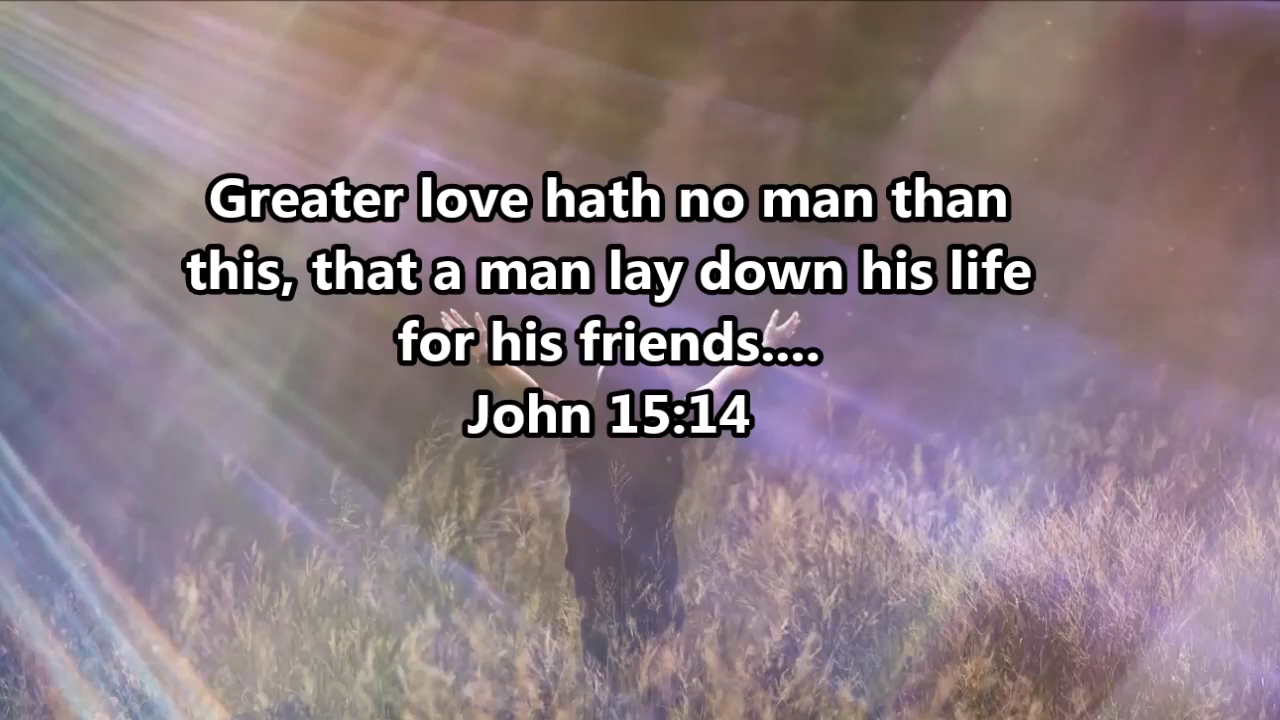 Greater love hath no man than
this, that a man lay down his life
for his friends....
John 15:14